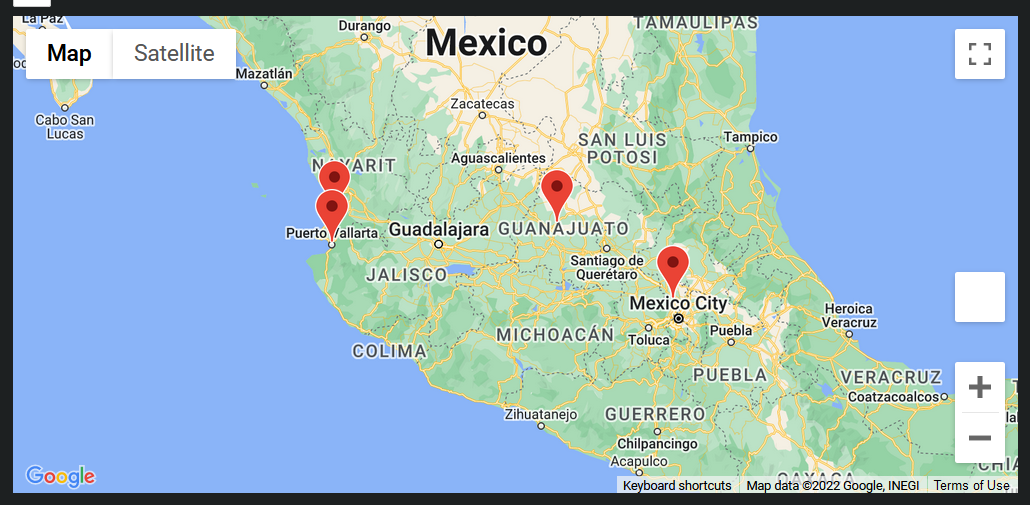 La Paz
Durango
TAMAULIPAS
Map
Satellite
Mexico
Mazatlán
Zacatecas
Cabo San
Lucas
Tampico
SAN LUIS
POTOSI
Aguascalientes
NAYARIT
Puerto Vallarta
Guadalajara
GUANAJUATO
Santiago de
Querétaro
JALISCO
Mexico City
Heroica
Veracruz
MICHOACÁN
Toluca
Puebla
COLIMA
PUEBLA
VERACRUZ
Coatzacoalcos
Zihuatanejo
GUERRERO
Chilpancingo
Acapulco
OAXACA
Google
Keyboard shortcuts
Map data ©2022 Google, INEGI
Terms of Use